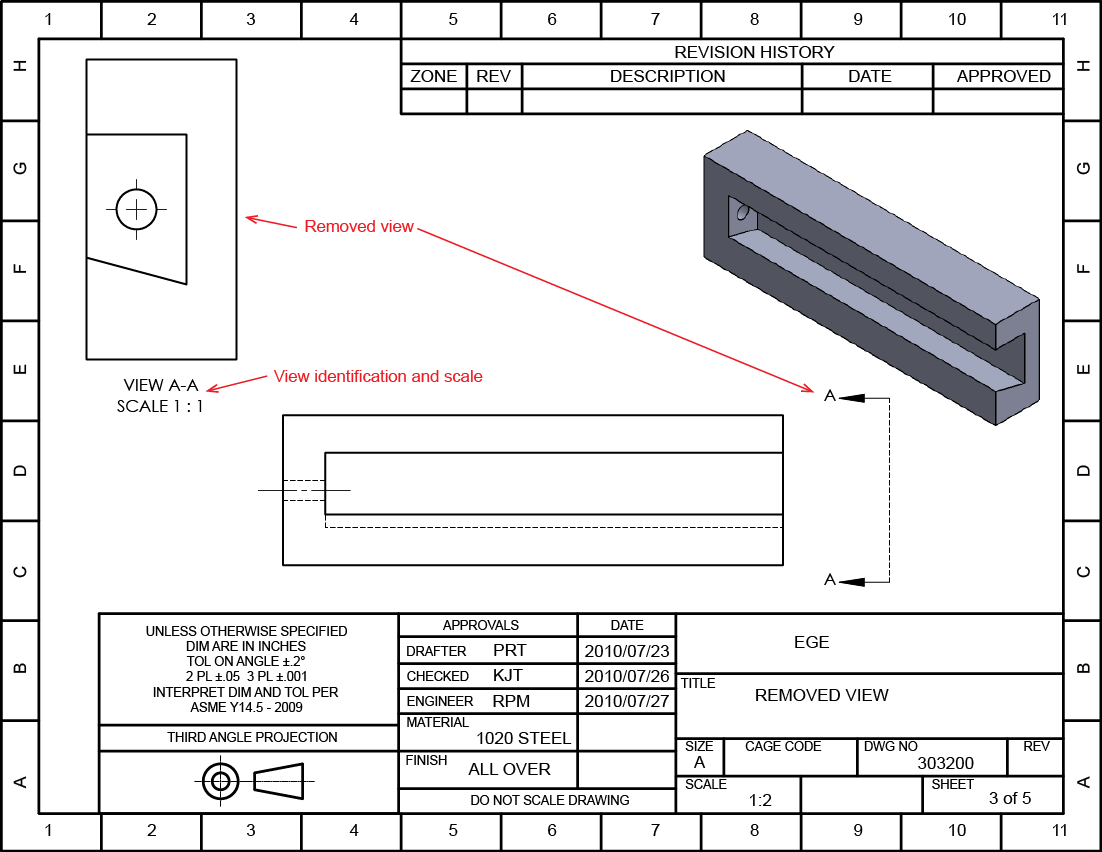 1 2 3 4 5 6 7 8 9 10 11
H H
REVISION HISTORY
ZONE REV DESCRIPTION DATE APPROVED
G G
Removed view
F F
E E
VIEW A-A
SCALE 1 : 1
View identification and scale
A
D D
C C
A
UNLESS OTHERWISE SPECIFIED
DIM ARE IN INCHES
TOL ON ANGLE ±.2°
2 PL ±.05 3 PL ±.001
INTERPRET DIM AND TOL PER
ASME Y14.5 - 2009
THIRD ANGLE PROJECTION
APPROVALS DATE
DRAFTER PRT 2010/07/23
CHECKED KJT 2010/07/26
ENGINEER RPM 2010/07/27
MATERIAL
1020 STEEL
FINISH
ALL OVER
DO NOT SCALE DRAWING
EGE
TITLE
REMOVED VIEW
SIZE
A
CAGE CODE
DWG NO
303200
REV
SCALE
1:2
SHEET
3 of 5
B B
A A
1 2 3 4 5 6 7 8 9 10 11